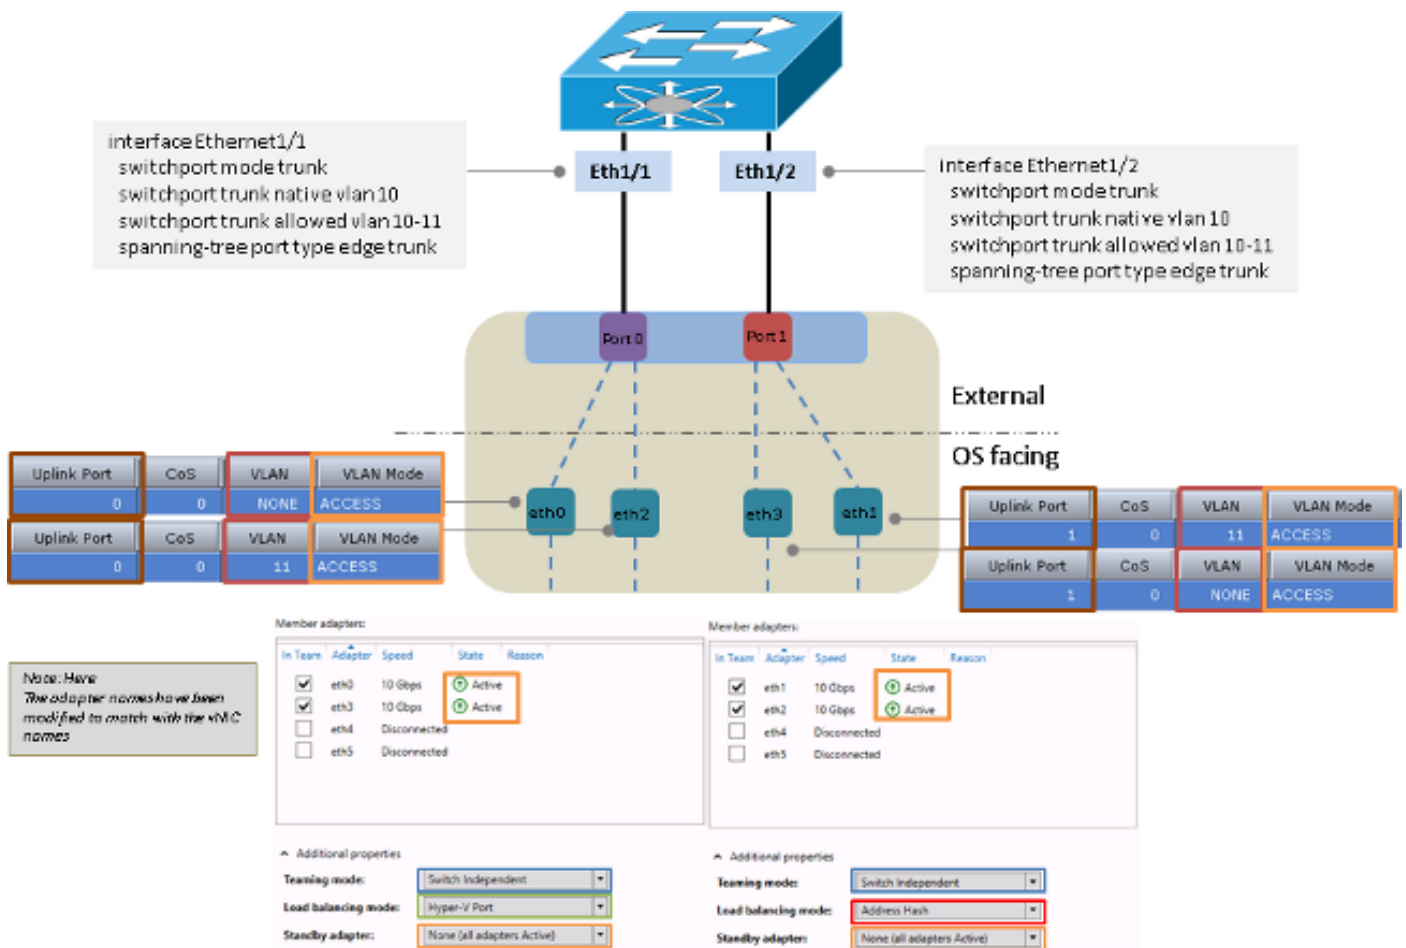 interface Ethernet1/1
switchport mode trunk
switchport trunk native vlan 10
switchport trunk allowed vlan 10-11
spanning-tree port type edge trunk
Eth1/1
Eth1/2
interface Ethernet1/2
switchport mode trunk
switchport trunk native vlan 10
switchport trunk allowed vlan 10-11
spanning-tree port type edge trunk
Port 0
Port 1
External
OS facing
Uplink Port CoS VLAN VLAN Mode
0 0 NONE ACCESS
Uplink Port CoS VLAN VLAN Mode
0 0 11 ACCESS
eth0
eth2
eth3
eth1
Uplink Port CoS VLAN VLAN Mode
1 0 11 ACCESS
Uplink Port CoS VLAN VLAN Mode
1 0 NONE ACCESS
Note: Here
The adapter names have been
modified to match with the vNIC
names
Member adapters:
In Team Adapter Speed State Reason
eth0 10 Gbps Active
eth3 10 Gbps Active
eth4 Disconnected
eth5 Disconnected
Additional properties
Teaming mode: Switch Independent
Load balancing mode: Hyper-V Port
Standby adapter: None (all adapters Active)
Member adapters:
In Team Adapter Speed State Reason
eth1 10 Gbps Active
eth2 10 Gbps Active
eth4 Disconnected
eth5 Disconnected
Additional properties
Teaming mode: Switch Independent
Load balancing mode: Address Hash
Standby adapter: None (all adapters Active)